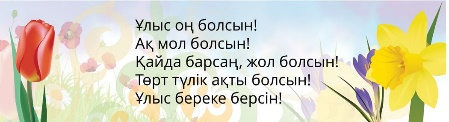 Ұлыс оң болсын!
Ақ мол болсын!
Қайда барсаң, жол болсын!
Төрт түлік ақты болсын!
Ұлыс береке берсін!